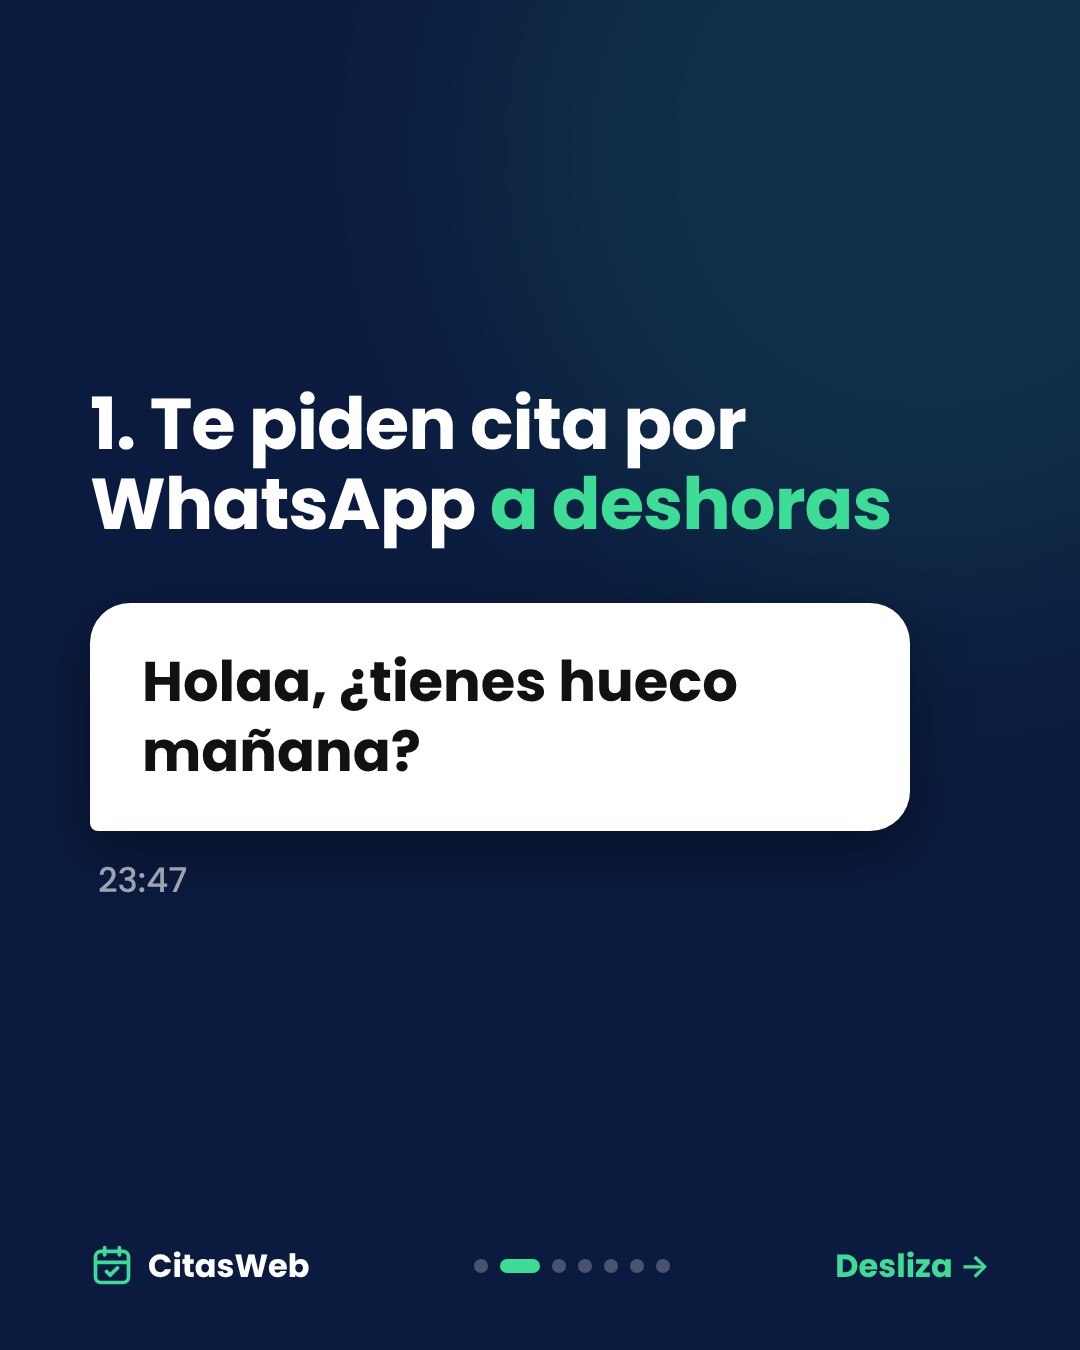 1. Te piden cita por
WhatsApp a deshoras
Holaa, ¿tienes hueco
mañana?
23:47
CitasWeb
Desliza →